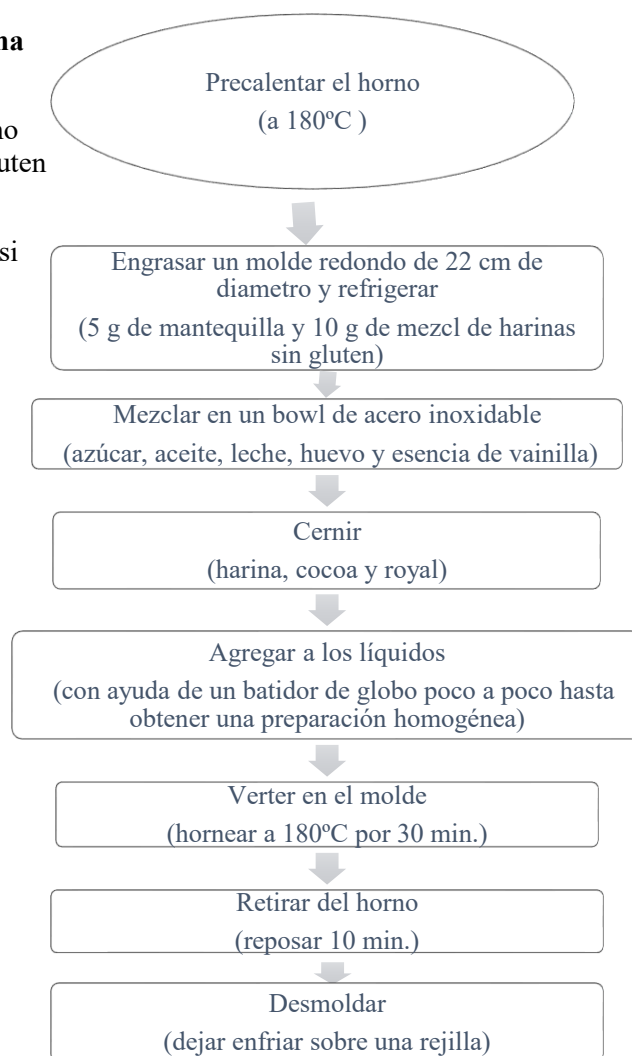 na
no
uten
si
Precalentar el horno
(a 180ºC )
Engrasar un molde redondo de 22 cm de
diametro y refrigerar
(5 g de mantequilla y 10 g de mezcl de harinas
sin gluten)
Mezclar en un bowl de acero inoxidable
(azúcar, aceite, leche, huevo y esencia de vainilla)
Cernir
(harina, cocoa y royal)
Agregar a los líquidos
(con ayuda de un batidor de globo poco a poco hasta
obtener una preparación homogénea)
Verter en el molde
(hornear a 180ºC por 30 min.)
Retirar del horno
(reposar 10 min.)
Desmoldar
(dejar enfriar sobre una rejilla)